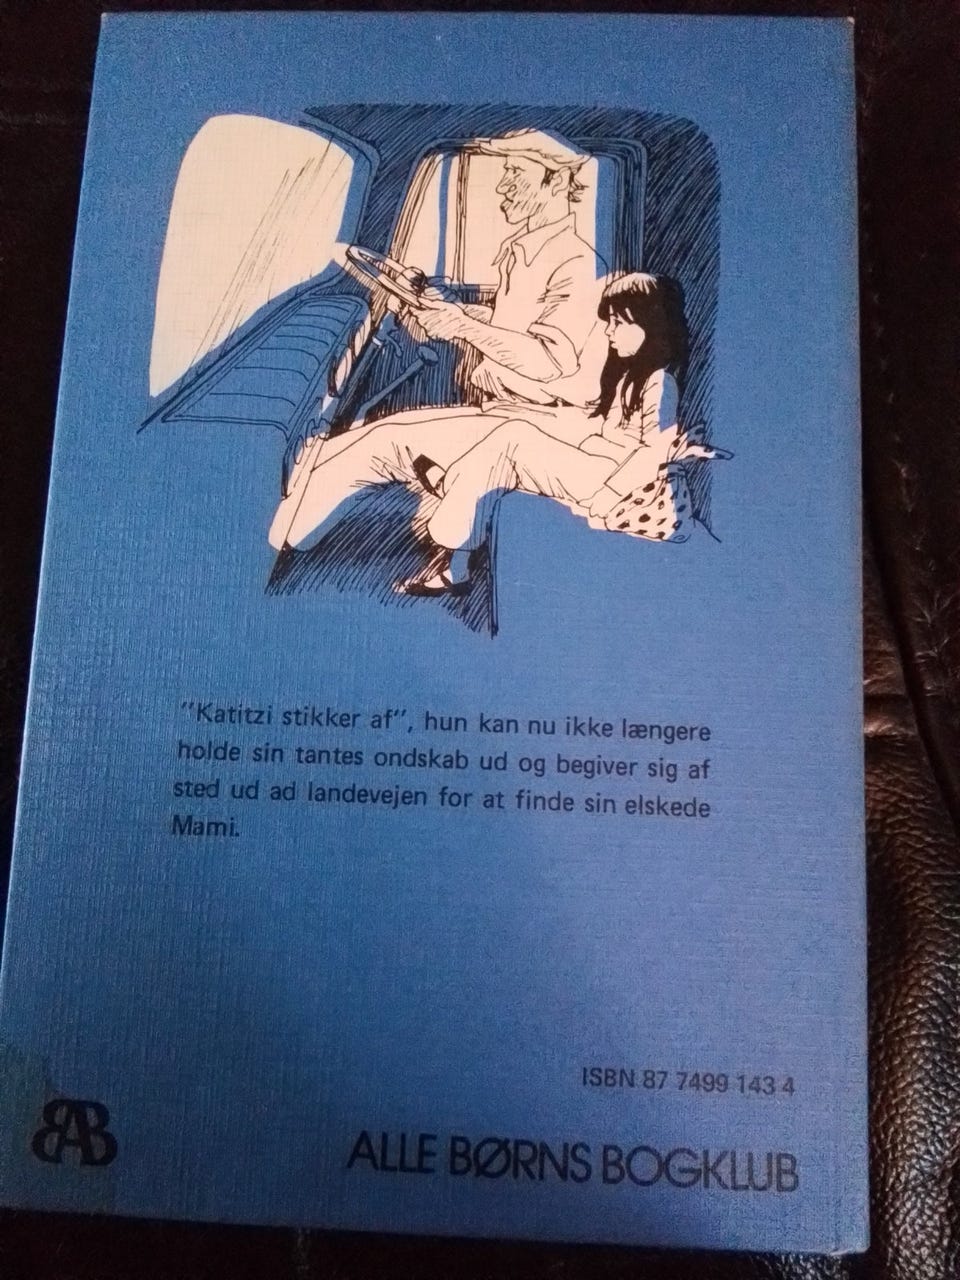 "Katitzi stikker af", hun kan nu ikke længere
holde sin tantes ondskab ud og begiver sig af
sted ud ad landevejen for at finde sin elskede
Mami.
ISBN 87 7499 143 4
BAB
ALLE BØRNS BOGKLUB